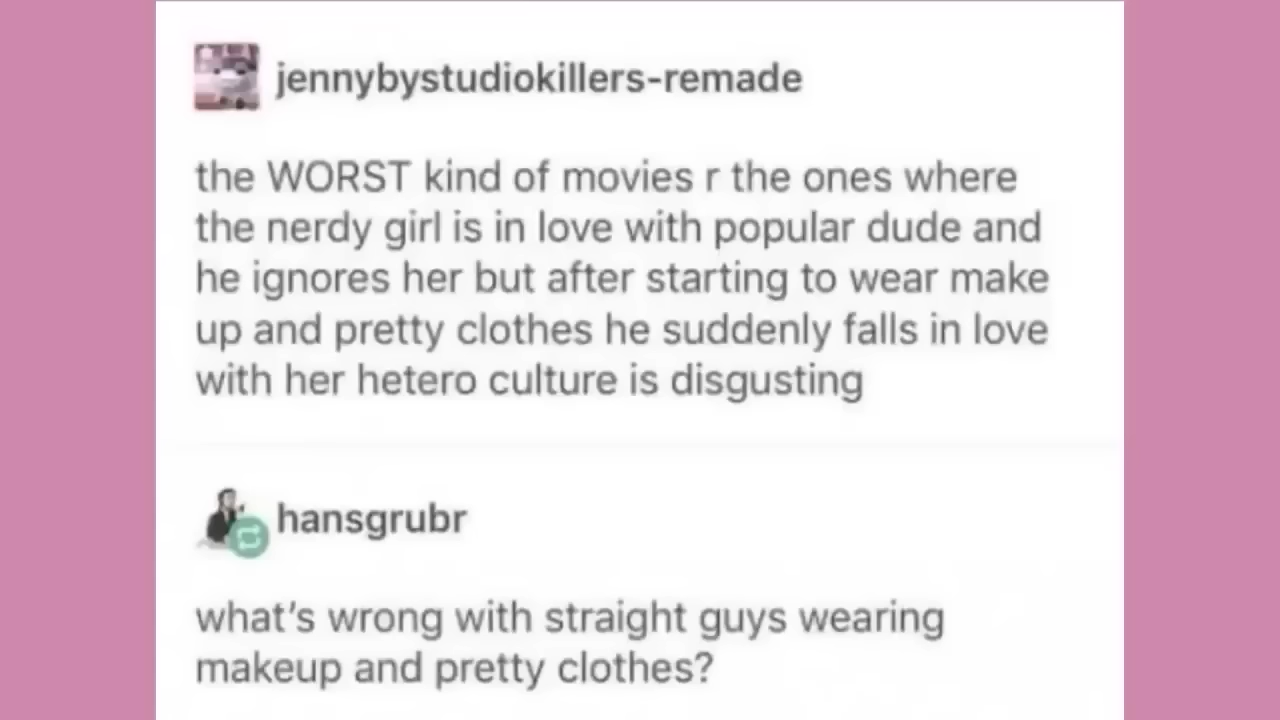 jennybystudiokillers-remade
the WORST kind of movies r the ones where
the nerdy girl is in love with popular dude and
he ignores her but after starting to wear make
up and pretty clothes he suddenly falls in love
with her hetero culture is disgusting
hansgrubr
what's wrong with straight guys wearing
makeup and pretty clothes?